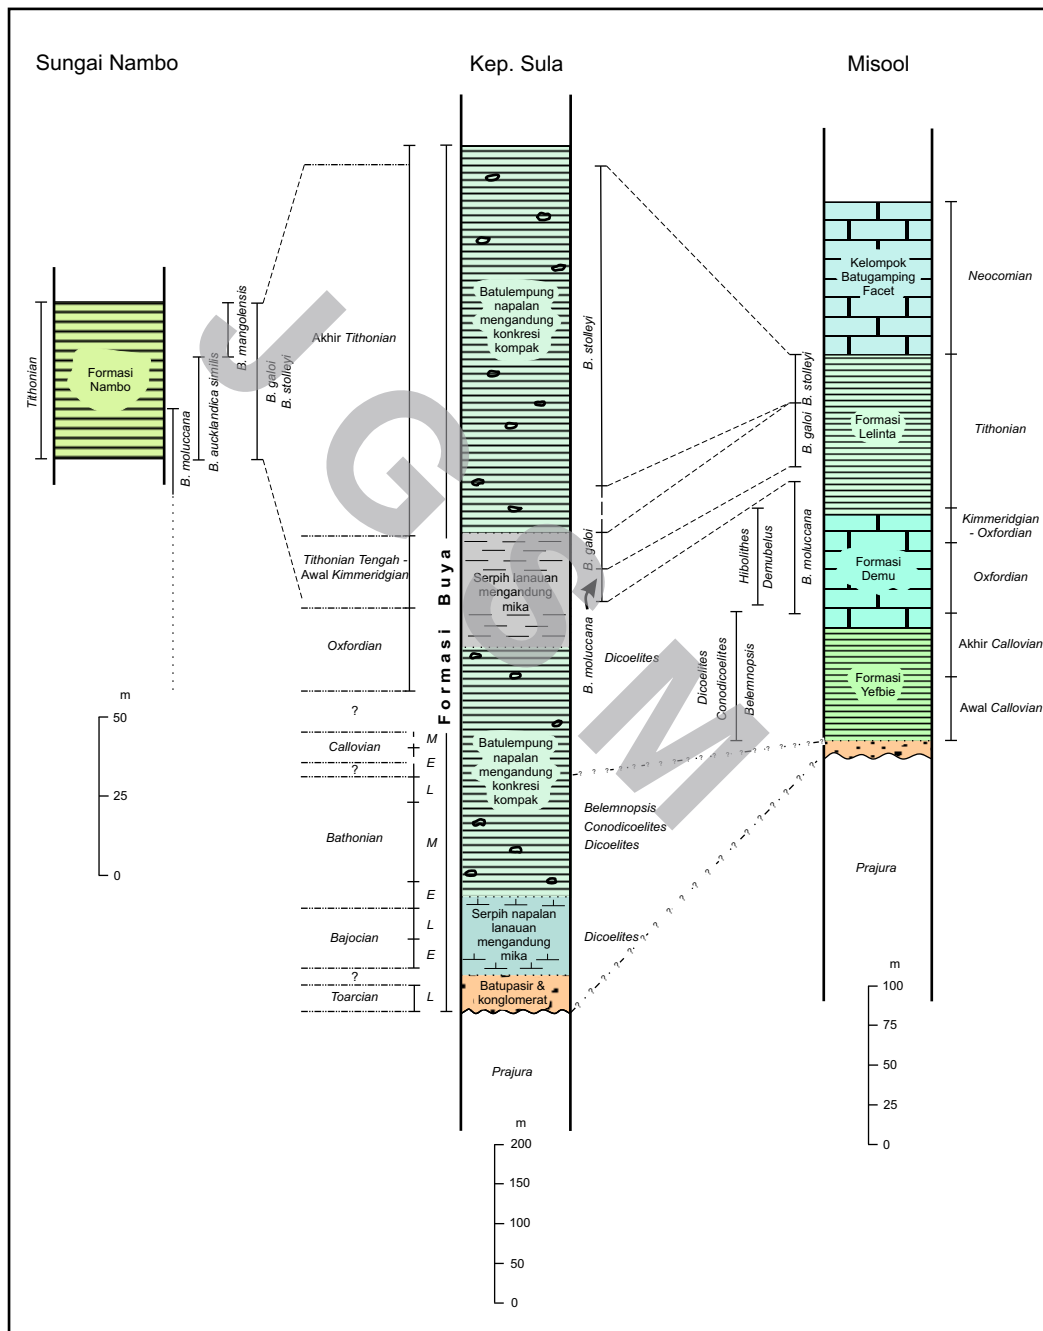 Sungai Nambo
Kep. Sula
Misool
Tithonian
Formasi
Nambo
B. moluccana
B. aucklandica similis
B. mangolensis
B. galoi
B. stolleyi
m
50
25
0
Akhir Tithonian
Tithonian Tengah -
Awal Kimmeridgian
Oxfordian
?
Callovian
?
Bathonian
Bajocian
?
Toarcian
M
E
L
M
E
L
E
L
Formasi Buya
Batulempung
napalan
mengandung
konkresi
kompak
Serpih lanauan
mengandung
mika
Batulempung
napalan
mengandung
konkresi
kompak
Serpih napalan
lanauan
mengandung
mika
Batupasir &
konglomerat
Prajura
m
200
150
100
50
0
B. stolleyi
B. galoi
B. moluccana
Dicoelites
Belemnopsis
Conodicoelites
Dicoelites
Dicoelites
Dicoelites
Conodicoelites
Belemnopsis
Hibolithes
Demubelus
B. moluccana
B. galoi
B. stolleyi
Kelompok
Batugamping
Facet
Formasi
Lelinta
Formasi
Demu
Formasi
Yefbie
Prajura
Neocomian
Tithonian
Kimmeridgian
- Oxfordian
Oxfordian
Akhir Callovian
Awal Callovian
m
100
75
50
25
0
? ? ? ? ? ? ? ? ? ? ?
? ? ? ? ? ? ? ? ? ? ? ? ?
JGSM